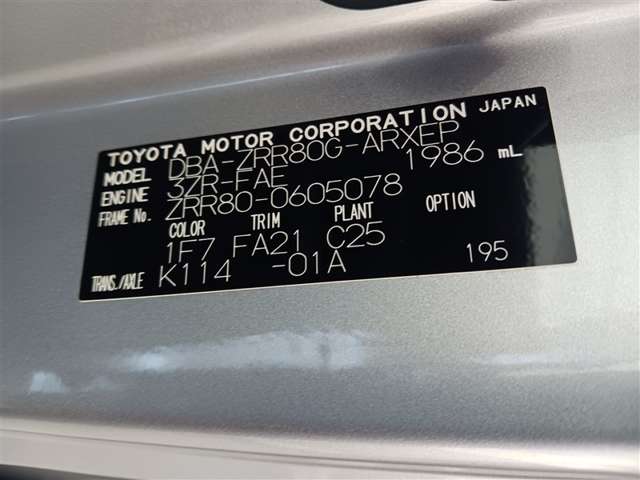 TOYOTA MOTOR CORPORATION JAPAN
MODEL DBA-ZRR80G-ARXEP
ENGINE 3ZR-FAE 1986 mL
FRAME No. ZRR80-0605078
COLOR TRIM PLANT OPTION
1F7 FA21 C25
TRANS./AXLE K114 -01A 195